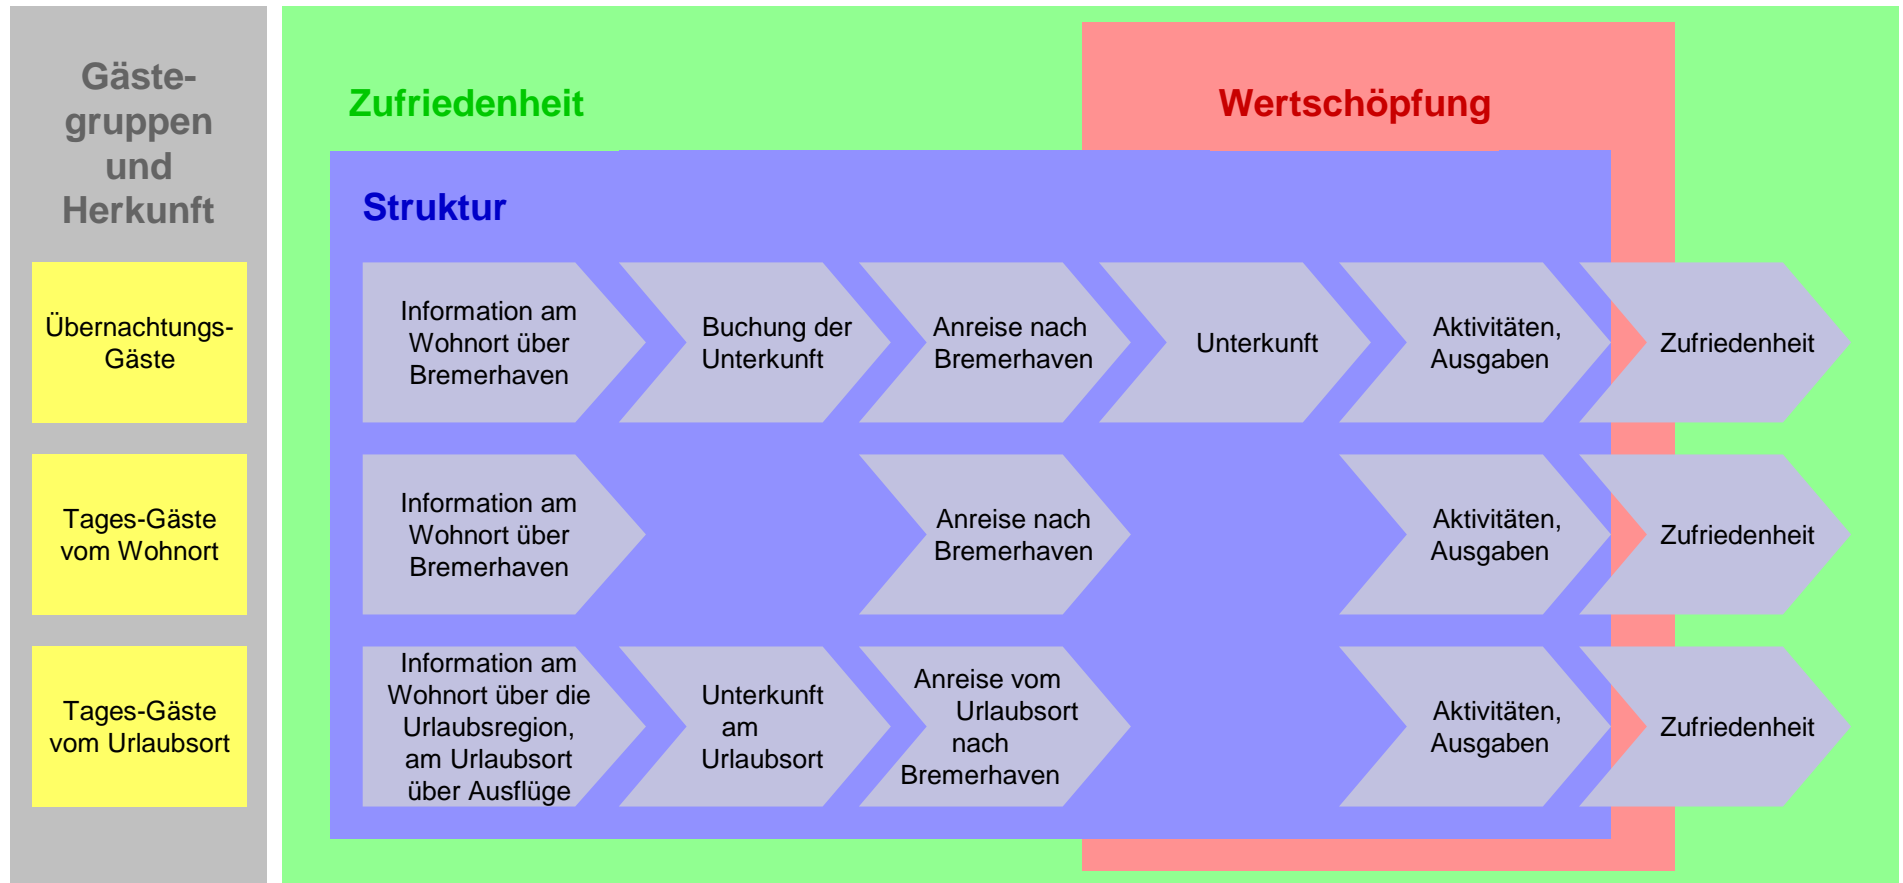 Gäste-
gruppen
und
Herkunft
Zufriedenheit
Wertschöpfung
Struktur
Übernachtungs-
Gäste
Information am
Wohnort über
Bremerhaven
Buchung der
Unterkunft
Anreise nach
Bremerhaven
Unterkunft
Aktivitäten,
Ausgaben
Zufriedenheit
Tages-Gäste
vom Wohnort
Information am
Wohnort über
Bremerhaven
Anreise nach
Bremerhaven
Aktivitäten,
Ausgaben
Zufriedenheit
Tages-Gäste
vom Urlaubsort
Information am
Wohnort über die
Urlaubsregion,
am Urlaubsort
über Ausflüge
Unterkunft
am
Urlaubsort
Anreise vom
Urlaubsort
nach
Bremerhaven
Aktivitäten,
Ausgaben
Zufriedenheit